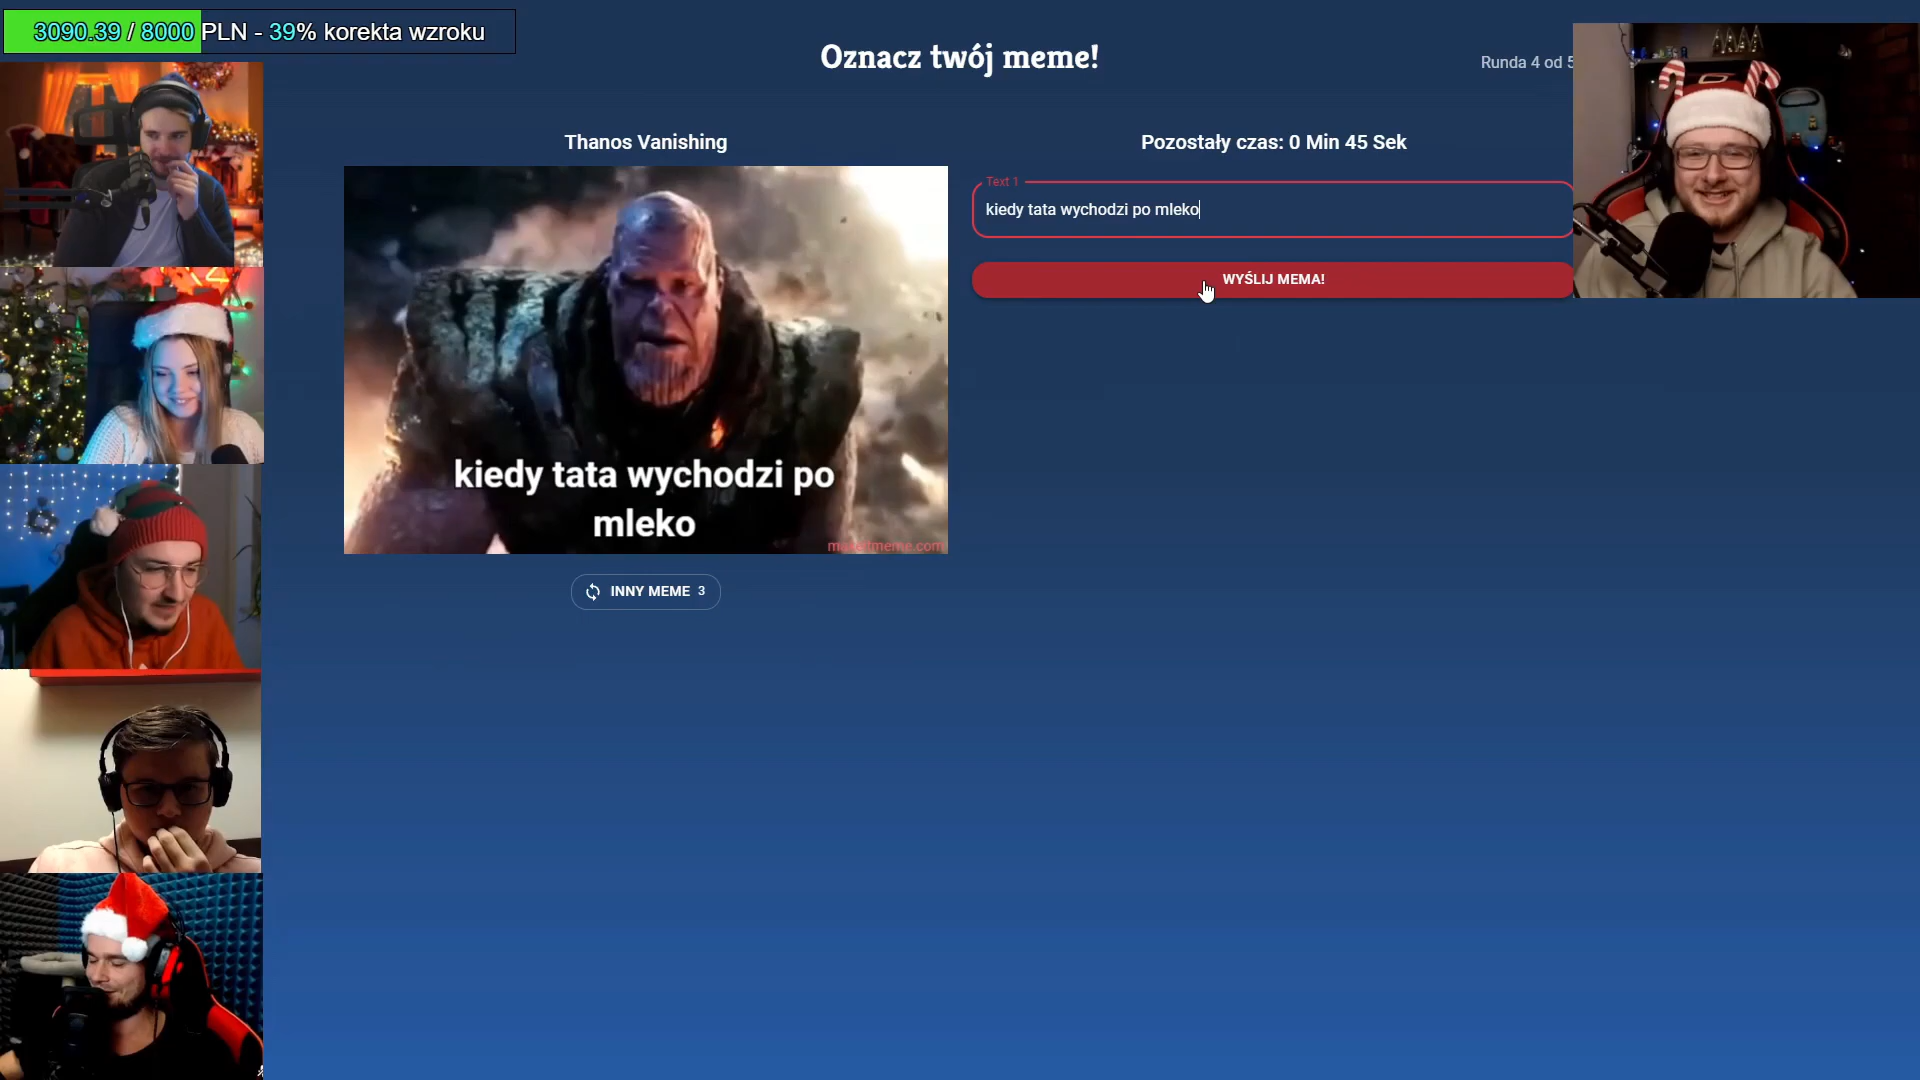 3090.39 / 8000 PLN - 39% korekta wzroku
Oznacz twój meme!
Runda 4 od 5
Thanos Vanishing
Pozostały czas: 0 Min 45 Sek
Text 1
kiedy tata wychodzi po mleko
WYŚLIJ MEMA!
kiedy tata wychodzi po
mleko
INNY MEME 3